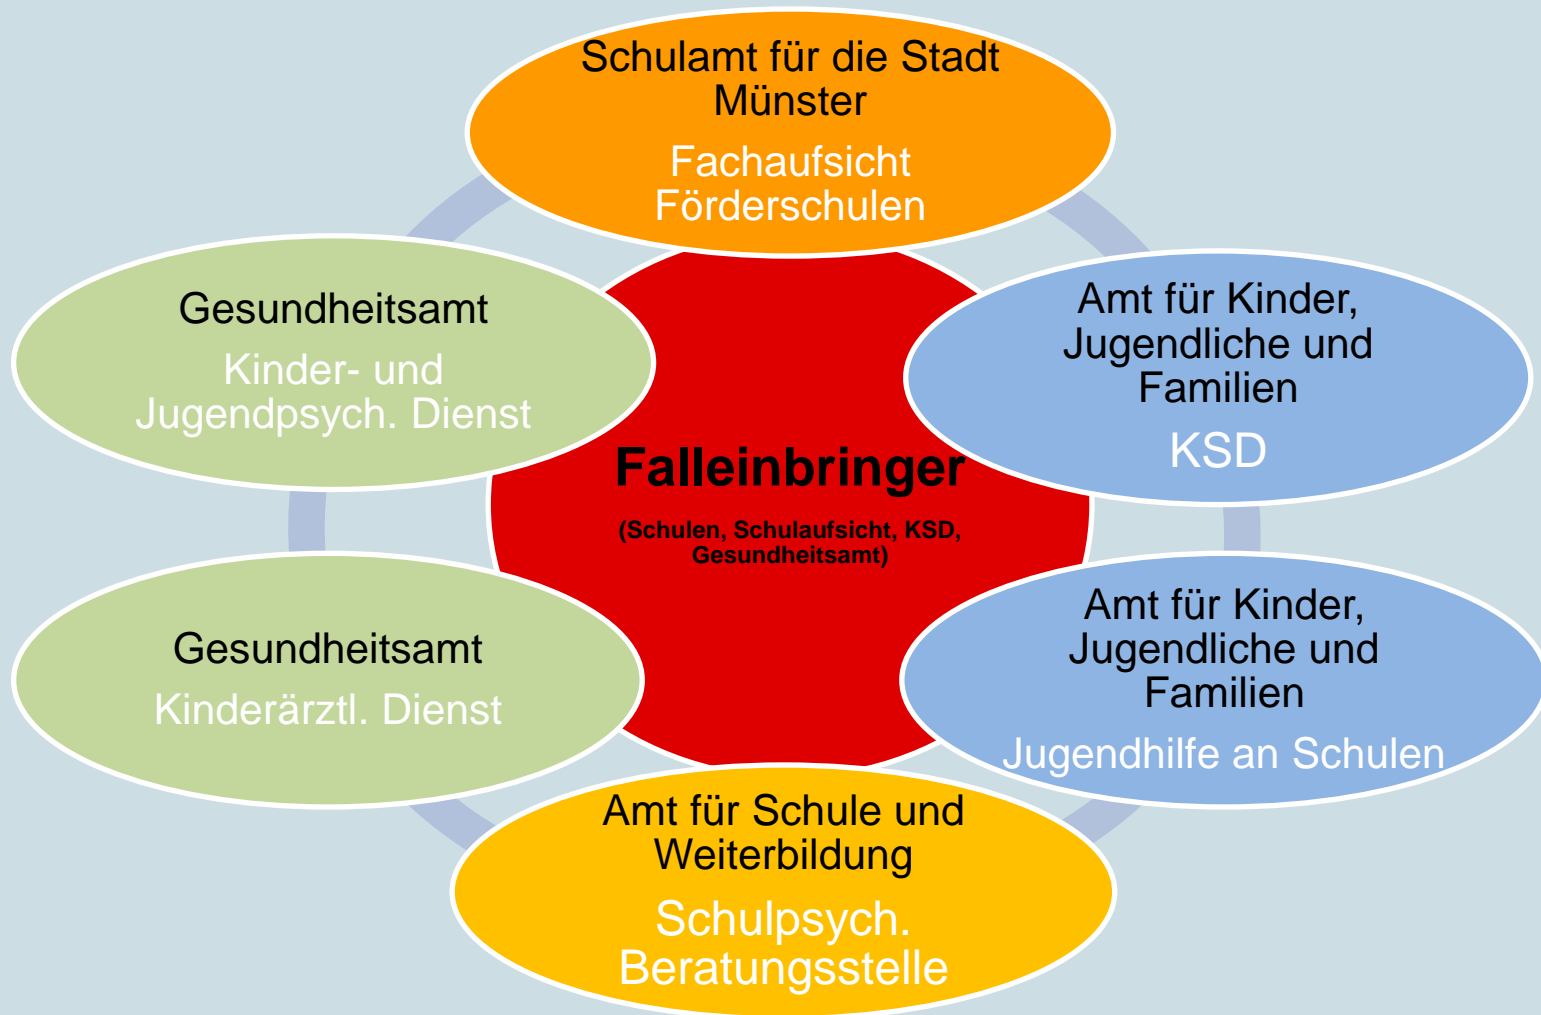 Schulamt für die Stadt
Münster
Fachaufsicht
Förderschulen
Gesundheitsamt
Kinder- und
Jugendpsych. Dienst
Amt für Kinder,
Jugendliche und
Familien
KSD
Falleinbringer
(Schulen, Schulaufsicht, KSD,
Gesundheitsamt)
Gesundheitsamt
Kinderärztl. Dienst
Amt für Kinder,
Jugendliche und
Familien
Jugendhilfe an Schulen
Amt für Schule und
Weiterbildung
Schulpsych.
Beratungsstelle